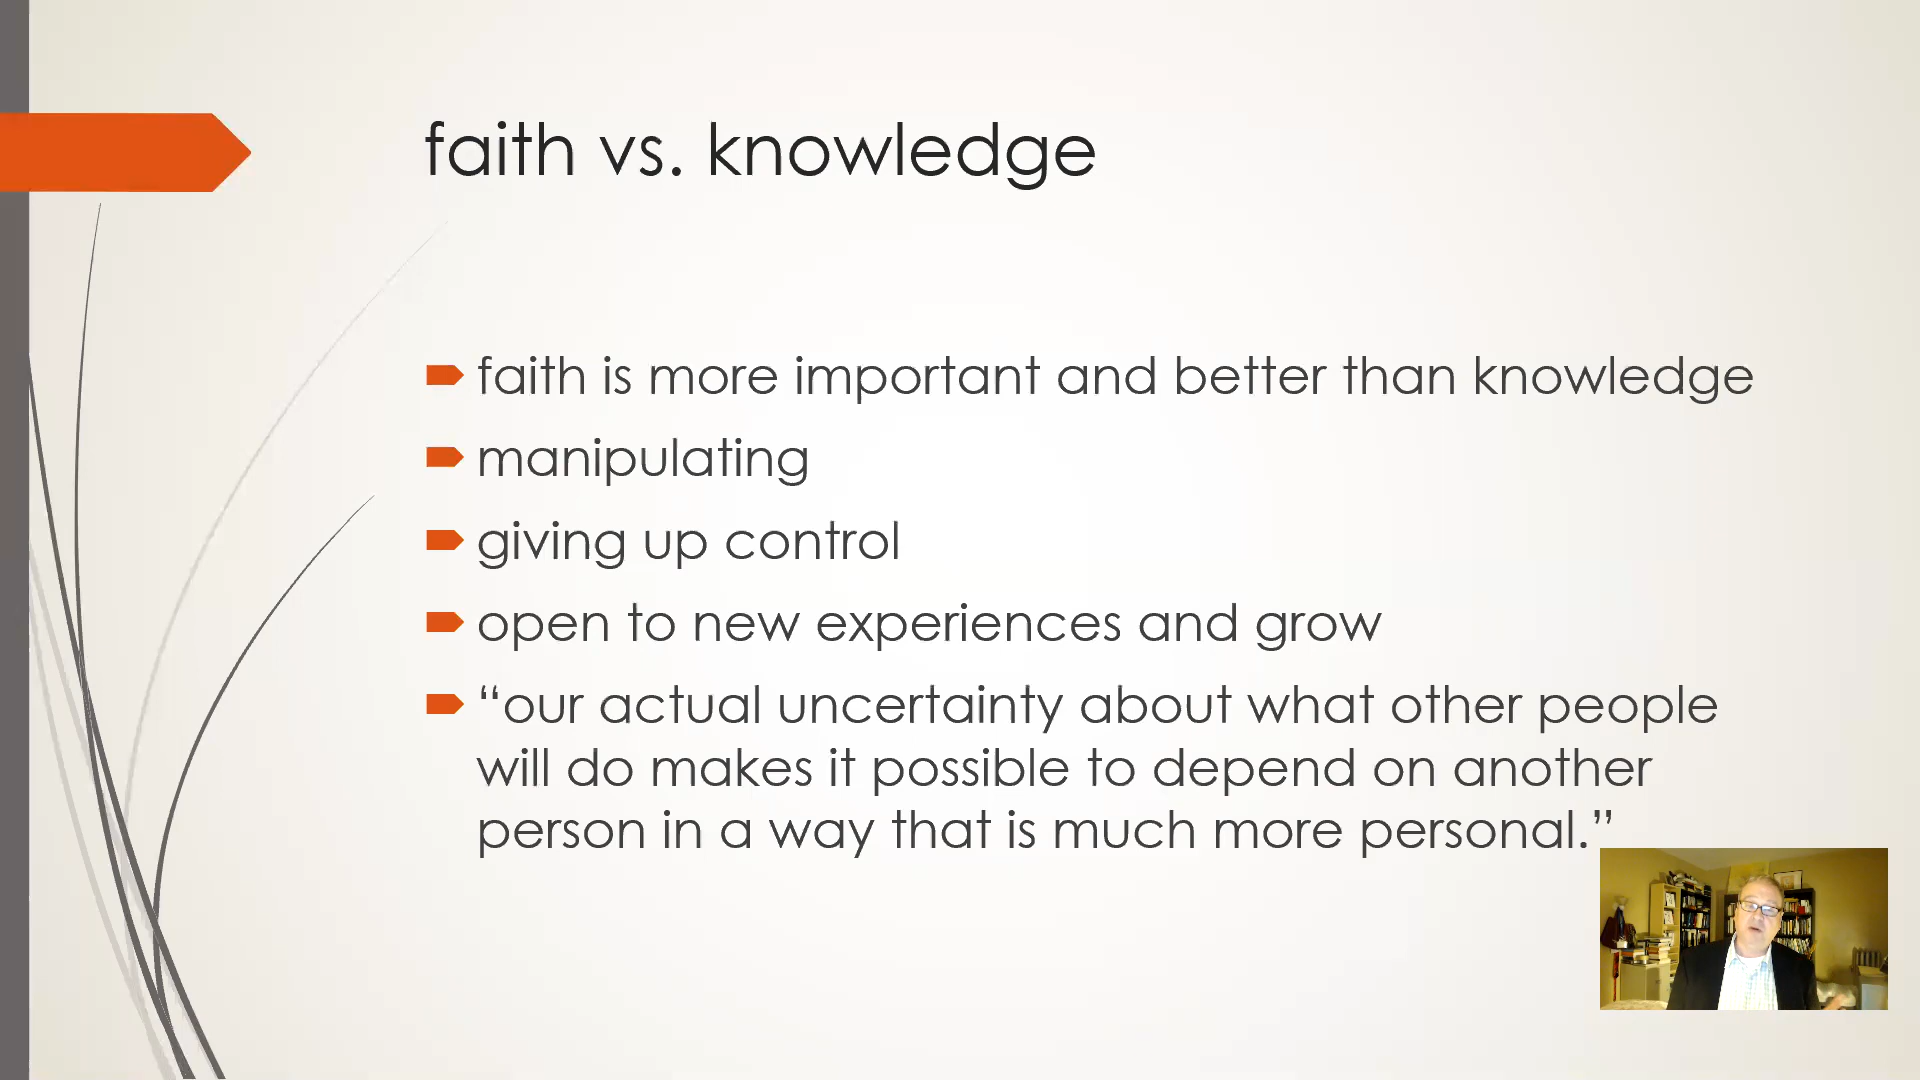 faith vs. knowledge
faith is more important and better than knowledge
manipulating
giving up control
open to new experiences and grow
“our actual uncertainty about what other people
will do makes it possible to depend on another
person in a way that is much more personal.”